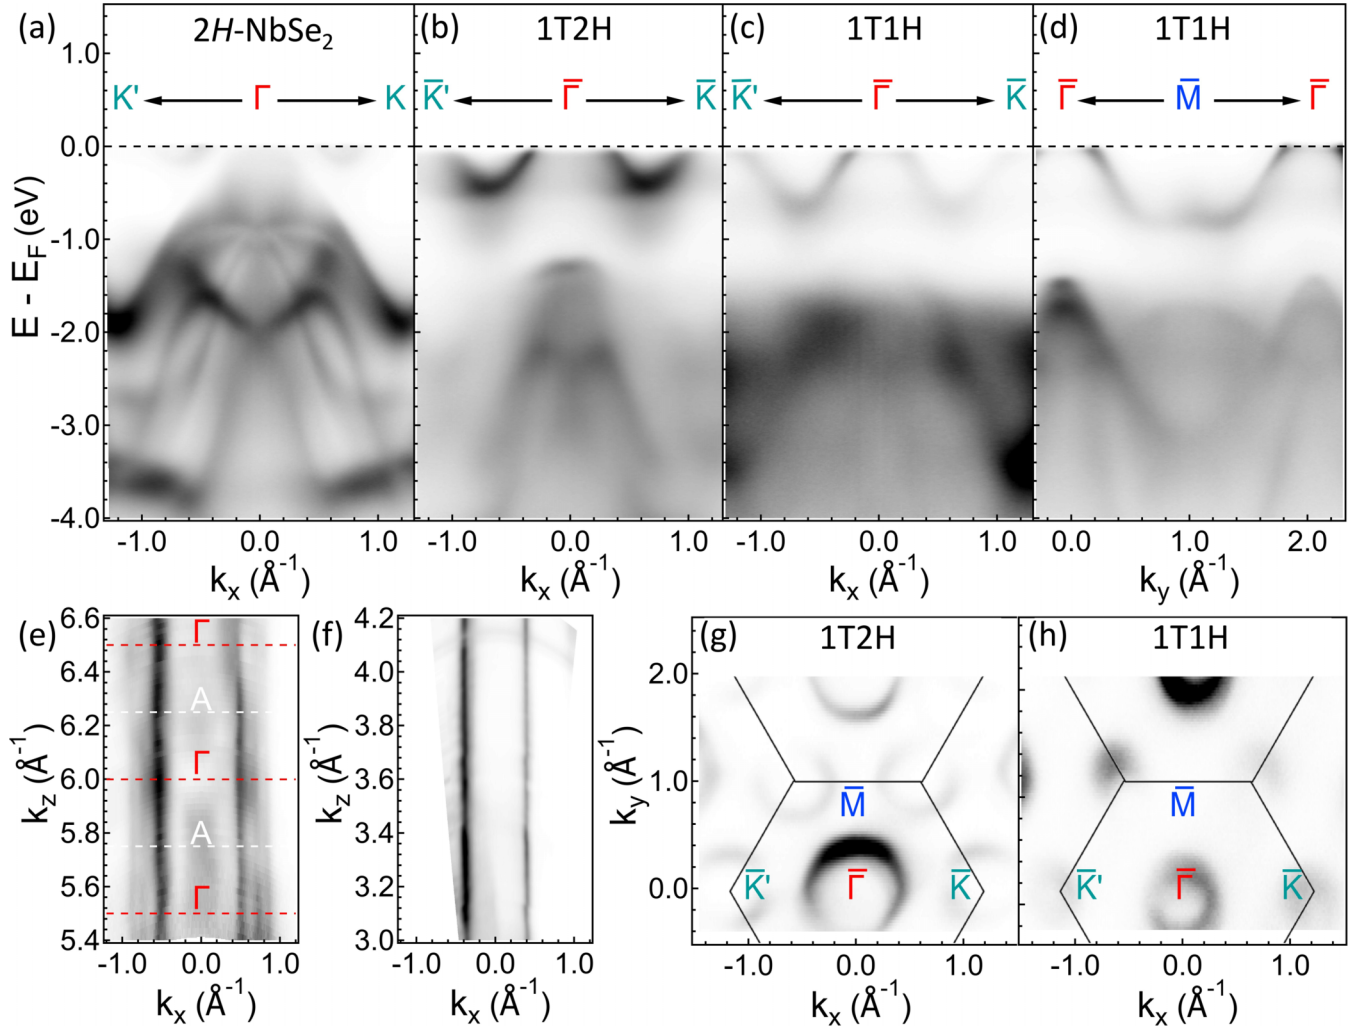 (a) 2H-NbSe2 (b) 1T2H (c) 1T1H (d) 1T1H
K' Γ K K̅' Γ̅ K̅ K̅' Γ̅ K̅ Γ̅ M̅ Γ̅
1.0
0.0
-1.0
-2.0
-3.0
-4.0
E - EF (eV)
-1.0 0.0 1.0 -1.0 0.0 1.0 -1.0 0.0 1.0 0.0 1.0 2.0
kx (Å-1) kx (Å-1) kx (Å-1) ky (Å-1)
(e)
6.6
6.4
6.2
6.0
5.8
5.6
5.4
kz (Å-1)
Γ
A
Γ
A
Γ
-1.0 0.0 1.0
kx (Å-1)
(f)
4.2
4.0
3.8
3.6
3.4
3.2
3.0
kz (Å-1)
-1.0 0.0 1.0
kx (Å-1)
(g) 1T2H
2.0
1.0
0.0
ky (Å-1)
M̅
K̅' Γ̅ K̅
-1.0 0.0 1.0
kx (Å-1)
(h) 1T1H
M̅
K̅' Γ̅ K̅
-1.0 0.0 1.0
kx (Å-1)